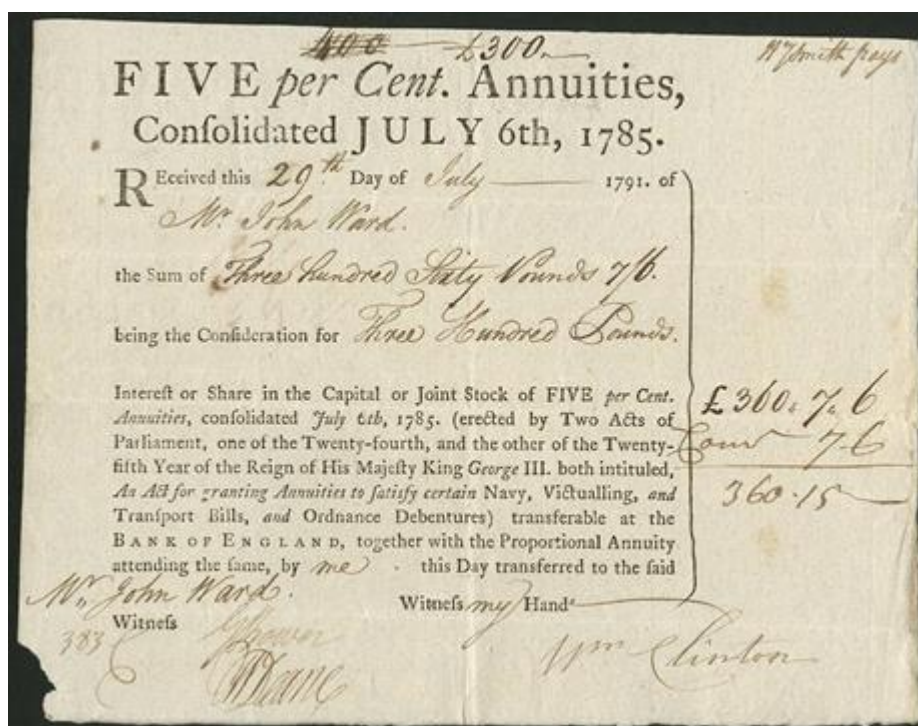 400 £300
W Smith pays
FIVE per Cent. Annuities,
Conſolidated JULY 6th, 1785.
REceived this 29th Day of July 1791. of
Mr. John Ward.
the Sum of Three hundred Sixty Pounds 7/6.
being the Conſideration for Three Hundred Pounds.
Intereſt or Share in the Capital or Joint Stock of FIVE per Cent.
Annuities, conſolidated July 6th, 1785. (erected by Two Acts of
Parliament, one of the Twenty-fourth, and the other of the Twenty-
fifth Year of the Reign of His Majeſty King George III. both intituled,
An Act for granting Annuities to ſatisfy certain Navy, Victualling, and
Tranſport Bills, and Ordnance Debentures) transferable at the
BANK OF ENGLAND, together with the Proportional Annuity
attending the ſame, by me this Day transferred to the ſaid
Mr. John Ward.
Witneſs my Hand
£360. 7. 6
7-6
360.15
Witneſs
383
Wm Clinton